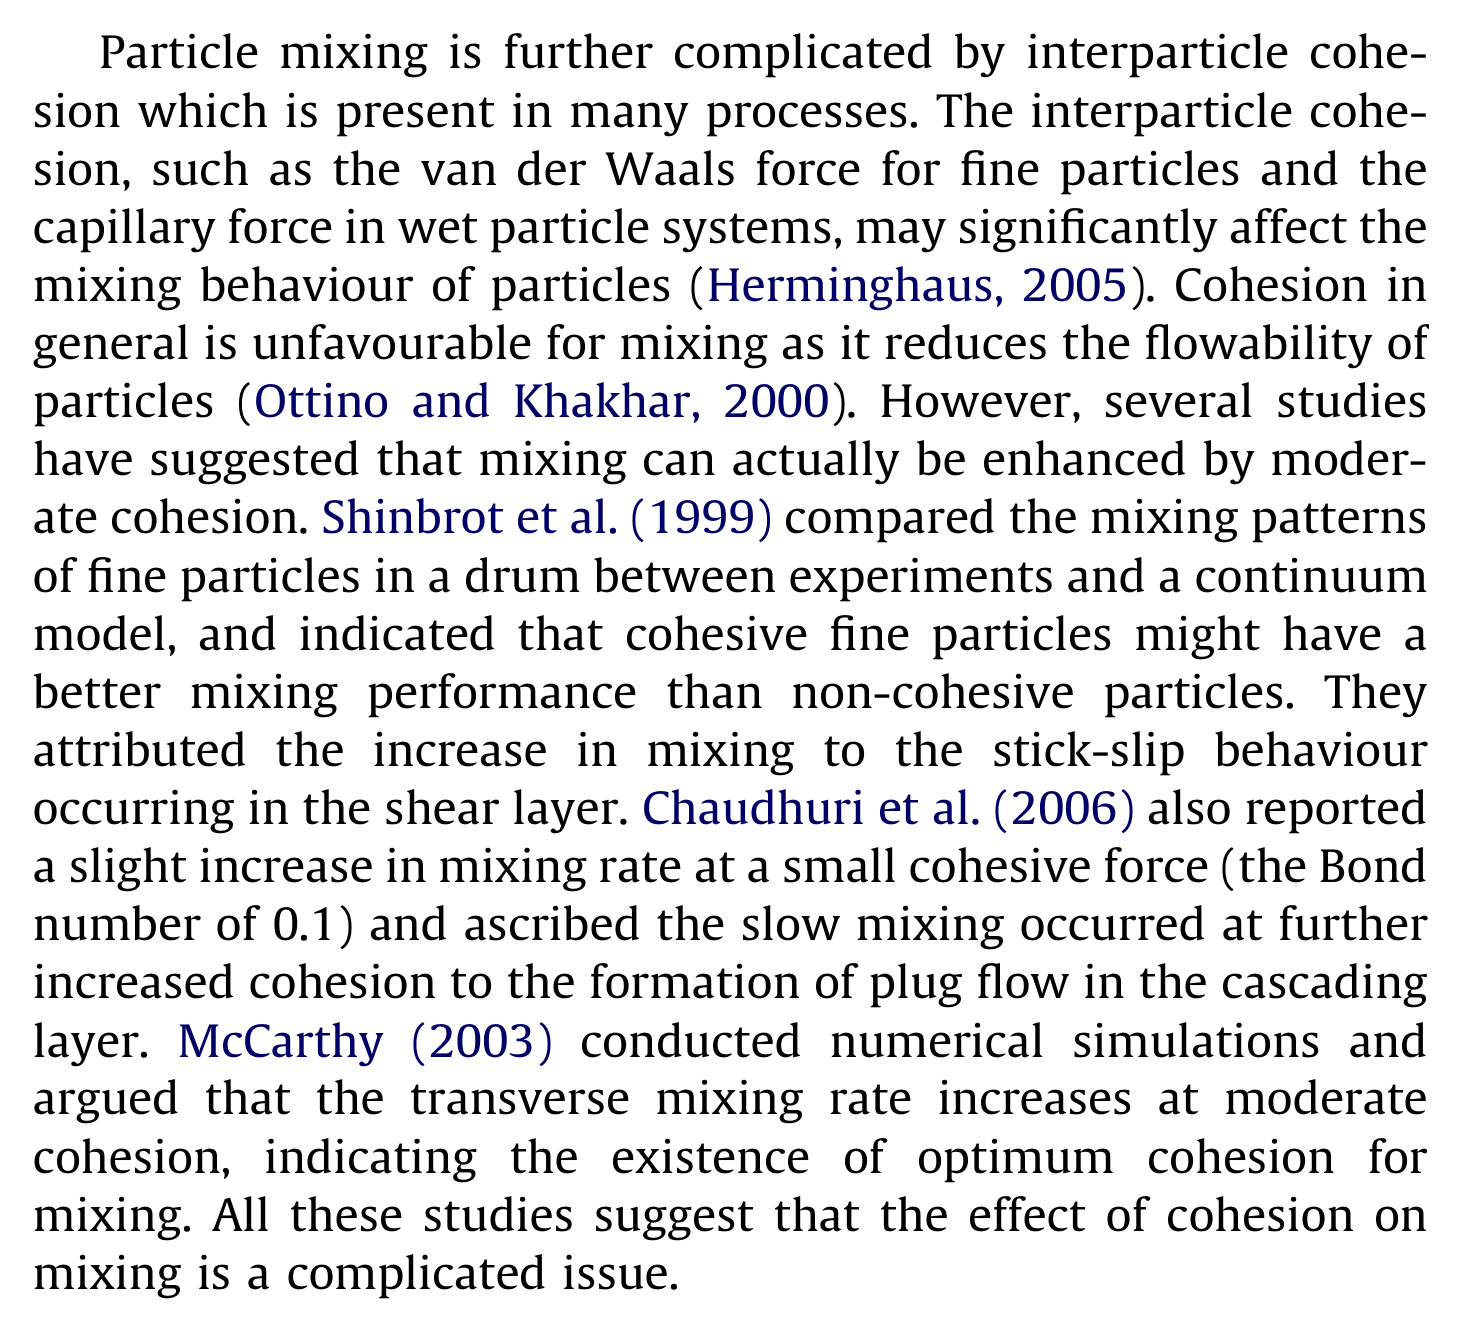 Particle mixing is further complicated by interparticle cohe-
sion which is present in many processes. The interparticle cohe-
sion, such as the van der Waals force for fine particles and the
capillary force in wet particle systems, may significantly affect the
mixing behaviour of particles (Herminghaus, 2005). Cohesion in
general is unfavourable for mixing as it reduces the flowability of
particles (Ottino and Khakhar, 2000). However, several studies
have suggested that mixing can actually be enhanced by moder-
ate cohesion. Shinbrot et al. (1999) compared the mixing patterns
of fine particles in a drum between experiments and a continuum
model, and indicated that cohesive fine particles might have a
better mixing performance than non-cohesive particles. They
attributed the increase in mixing to the stick-slip behaviour
occurring in the shear layer. Chaudhuri et al. (2006) also reported
a slight increase in mixing rate at a small cohesive force (the Bond
number of 0.1) and ascribed the slow mixing occurred at further
increased cohesion to the formation of plug flow in the cascading
layer. McCarthy (2003) conducted numerical simulations and
argued that the transverse mixing rate increases at moderate
cohesion, indicating the existence of optimum cohesion for
mixing. All these studies suggest that the effect of cohesion on
mixing is a complicated issue.